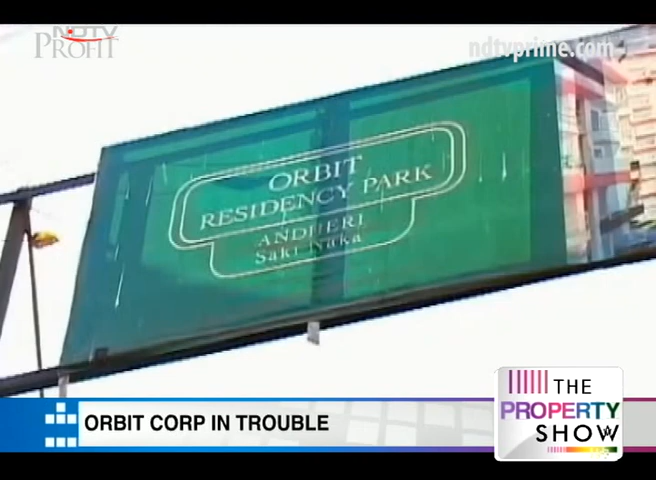 NDTV
PROFIT
ndtvprime.com
ORBIT
RESIDENCY PARK
ANDHERI
Saki Naka
ORBIT CORP IN TROUBLE
THE
PROPERTY
SHOW